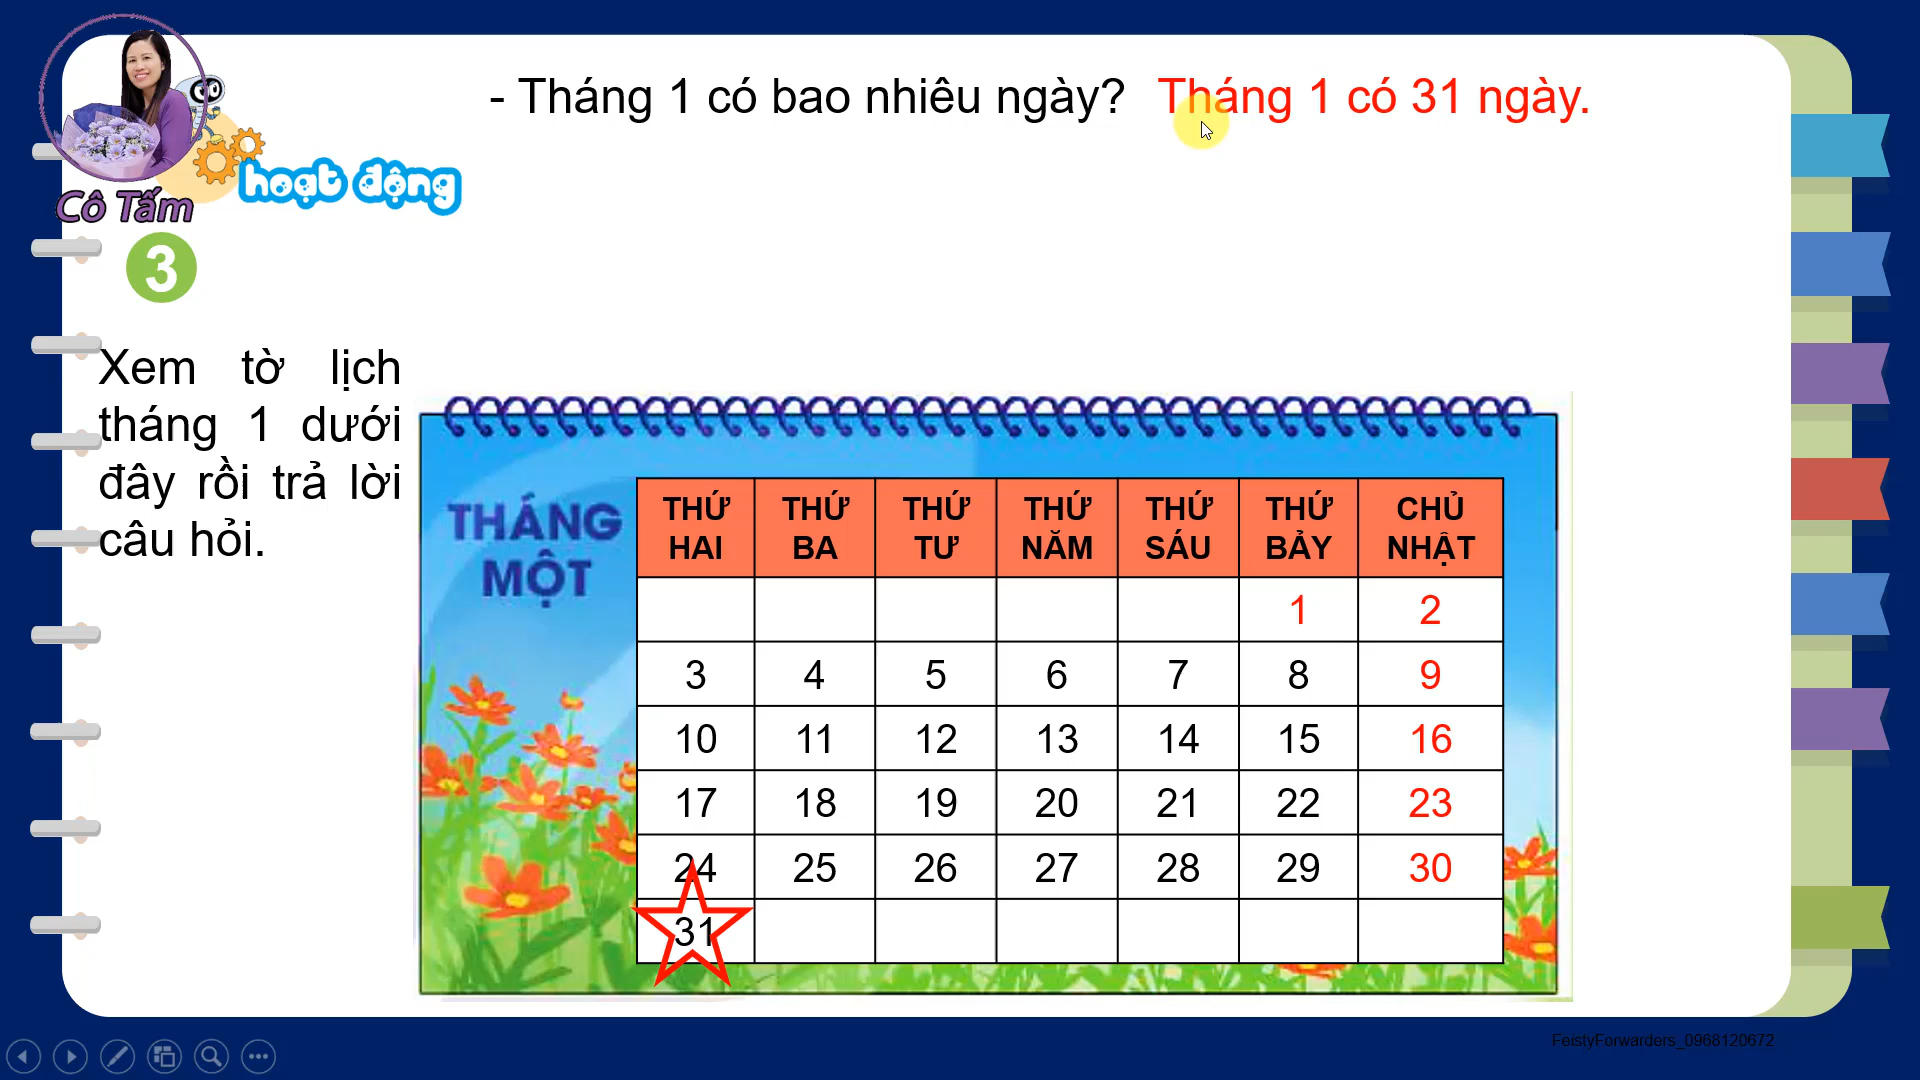 - Tháng 1 có bao nhiêu ngày? Tháng 1 có 31 ngày.
hoạt động
Cô Tấm
3
Xem tờ lịch
tháng 1 dưới
đây rồi trả lời
câu hỏi.
THÁNG
MỘT
THỨ HAI THỨ BA THỨ TƯ THỨ NĂM THỨ SÁU THỨ BẢY CHỦ NHẬT
1 2
3 4 5 6 7 8 9
10 11 12 13 14 15 16
17 18 19 20 21 22 23
24 25 26 27 28 29 30
31
FeistyForwarders_0968120672